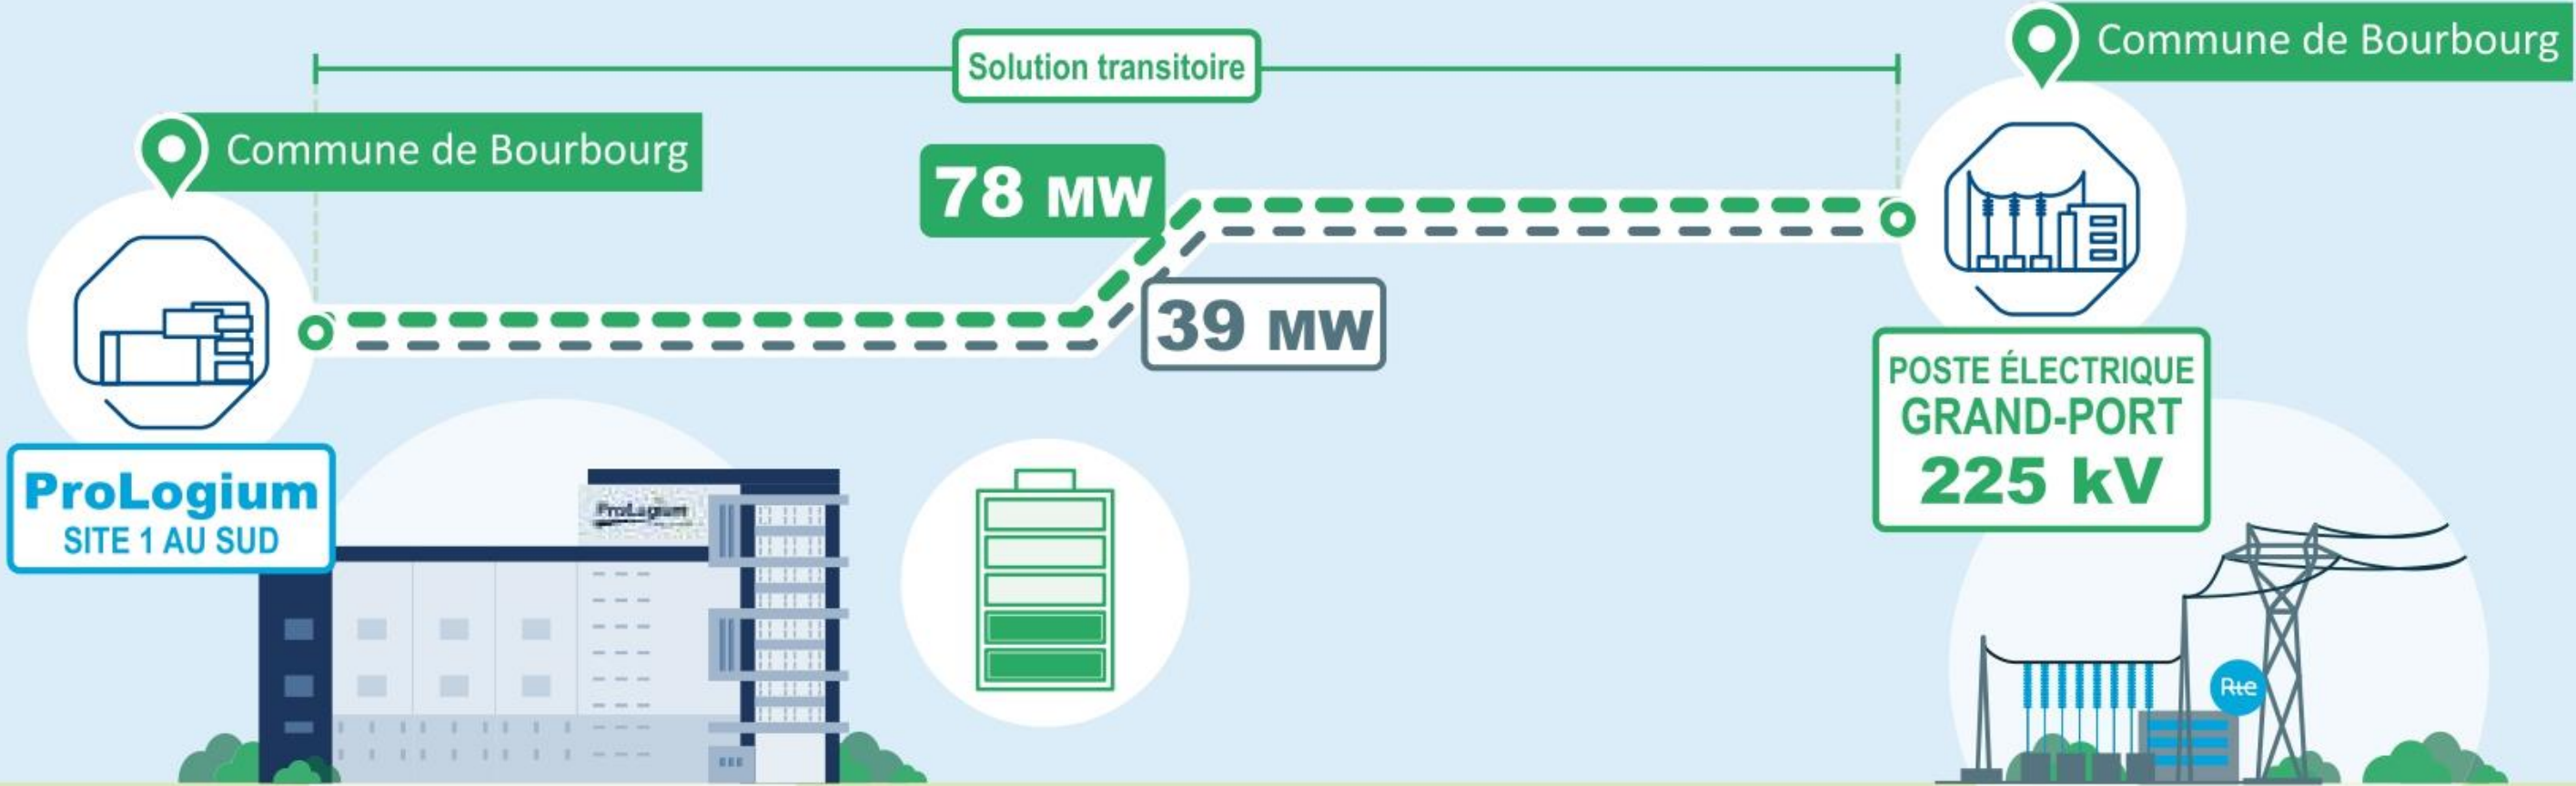 Solution transitoire
Commune de Bourbourg
Commune de Bourbourg
78 MW
39 MW
POSTE ÉLECTRIQUE
GRAND-PORT
225 kV
ProLogium
SITE 1 AU SUD
ProLogium
Rte